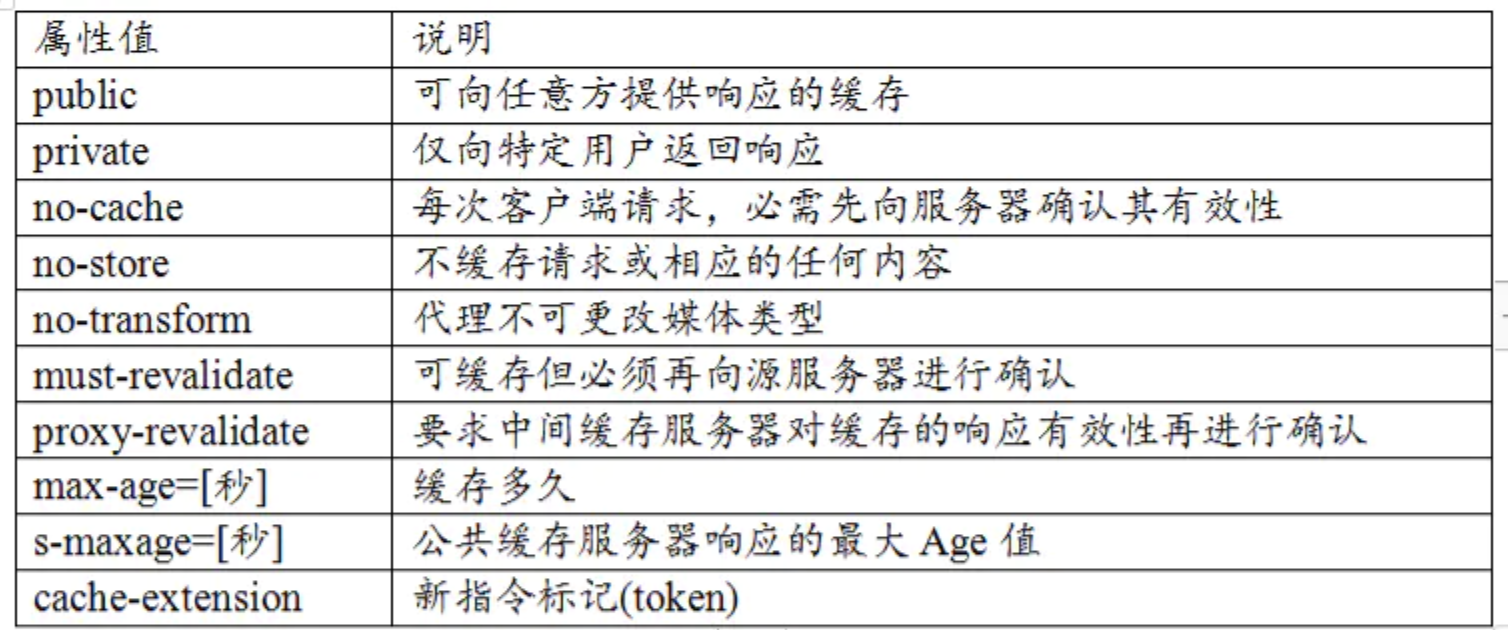 属性值 说明
public 可向任意方提供响应的缓存
private 仅向特定用户返回响应
no-cache 每次客户端请求，必需先向服务器确认其有效性
no-store 不缓存请求或相应的任何内容
no-transform 代理不可更改媒体类型
must-revalidate 可缓存但必须再向源服务器进行确认
proxy-revalidate 要求中间缓存服务器对缓存的响应有效性再进行确认
max-age=[秒] 缓存多久
s-maxage=[秒] 公共缓存服务器响应的最大 Age 值
cache-extension 新指令标记(token)